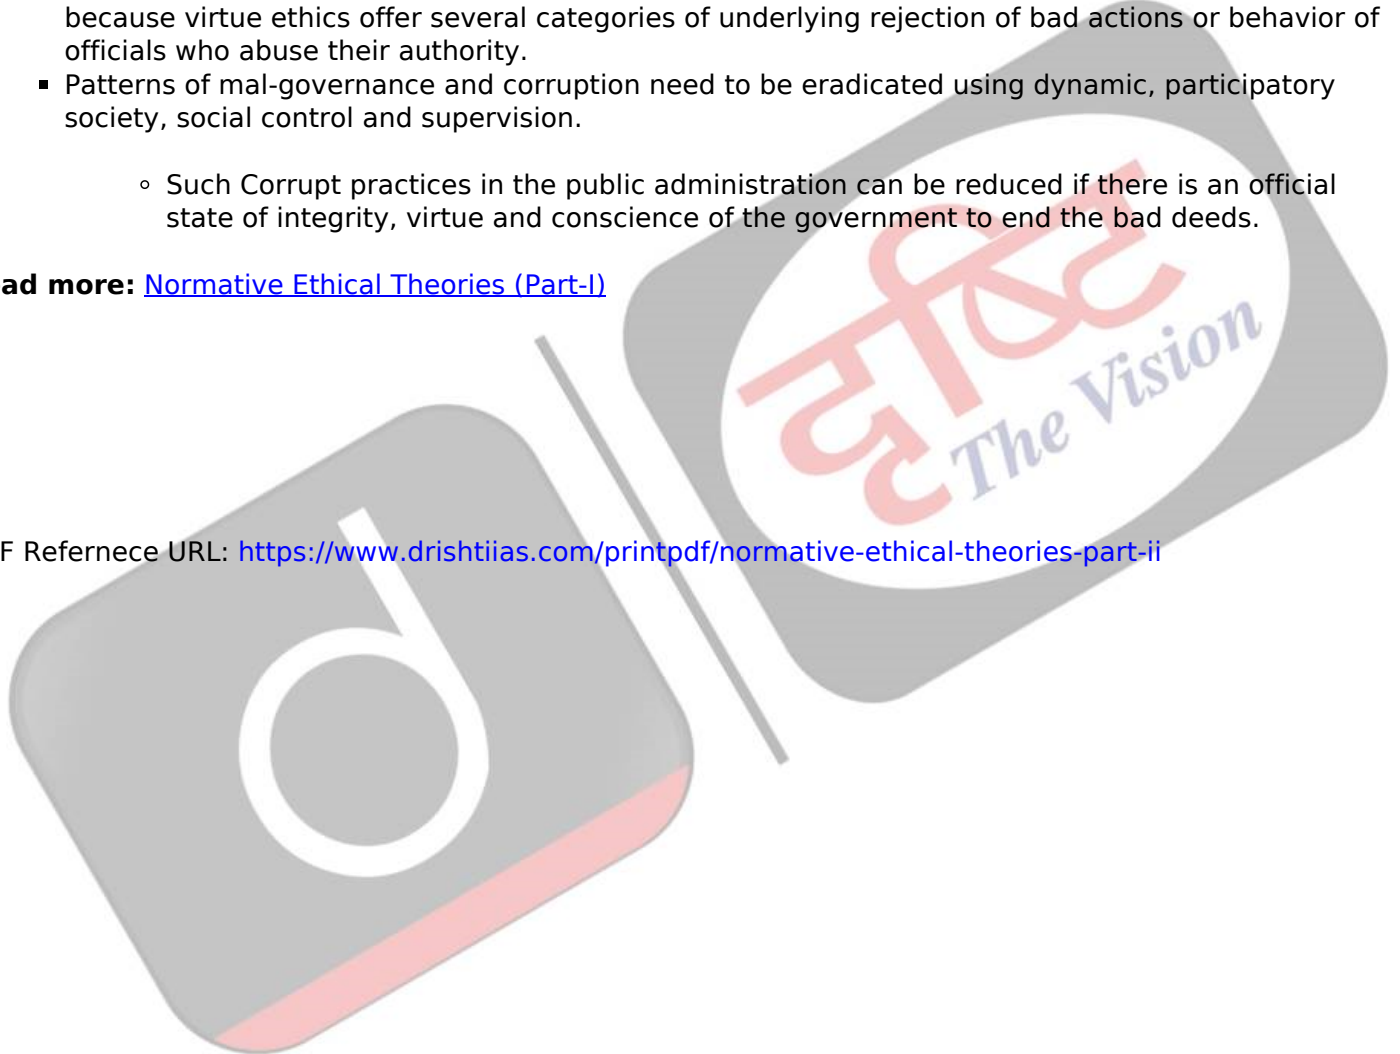 because virtue ethics offer several categories of underlying rejection of bad actions or behavior of
officials who abuse their authority.
▪ Patterns of mal-governance and corruption need to be eradicated using dynamic, participatory
society, social control and supervision.
◦ Such Corrupt practices in the public administration can be reduced if there is an official
state of integrity, virtue and conscience of the government to end the bad deeds.
ad more: Normative Ethical Theories (Part-I)
दृष्टि
The Vision
F Refernece URL: https://www.drishtiias.com/printpdf/normative-ethical-theories-part-ii
d